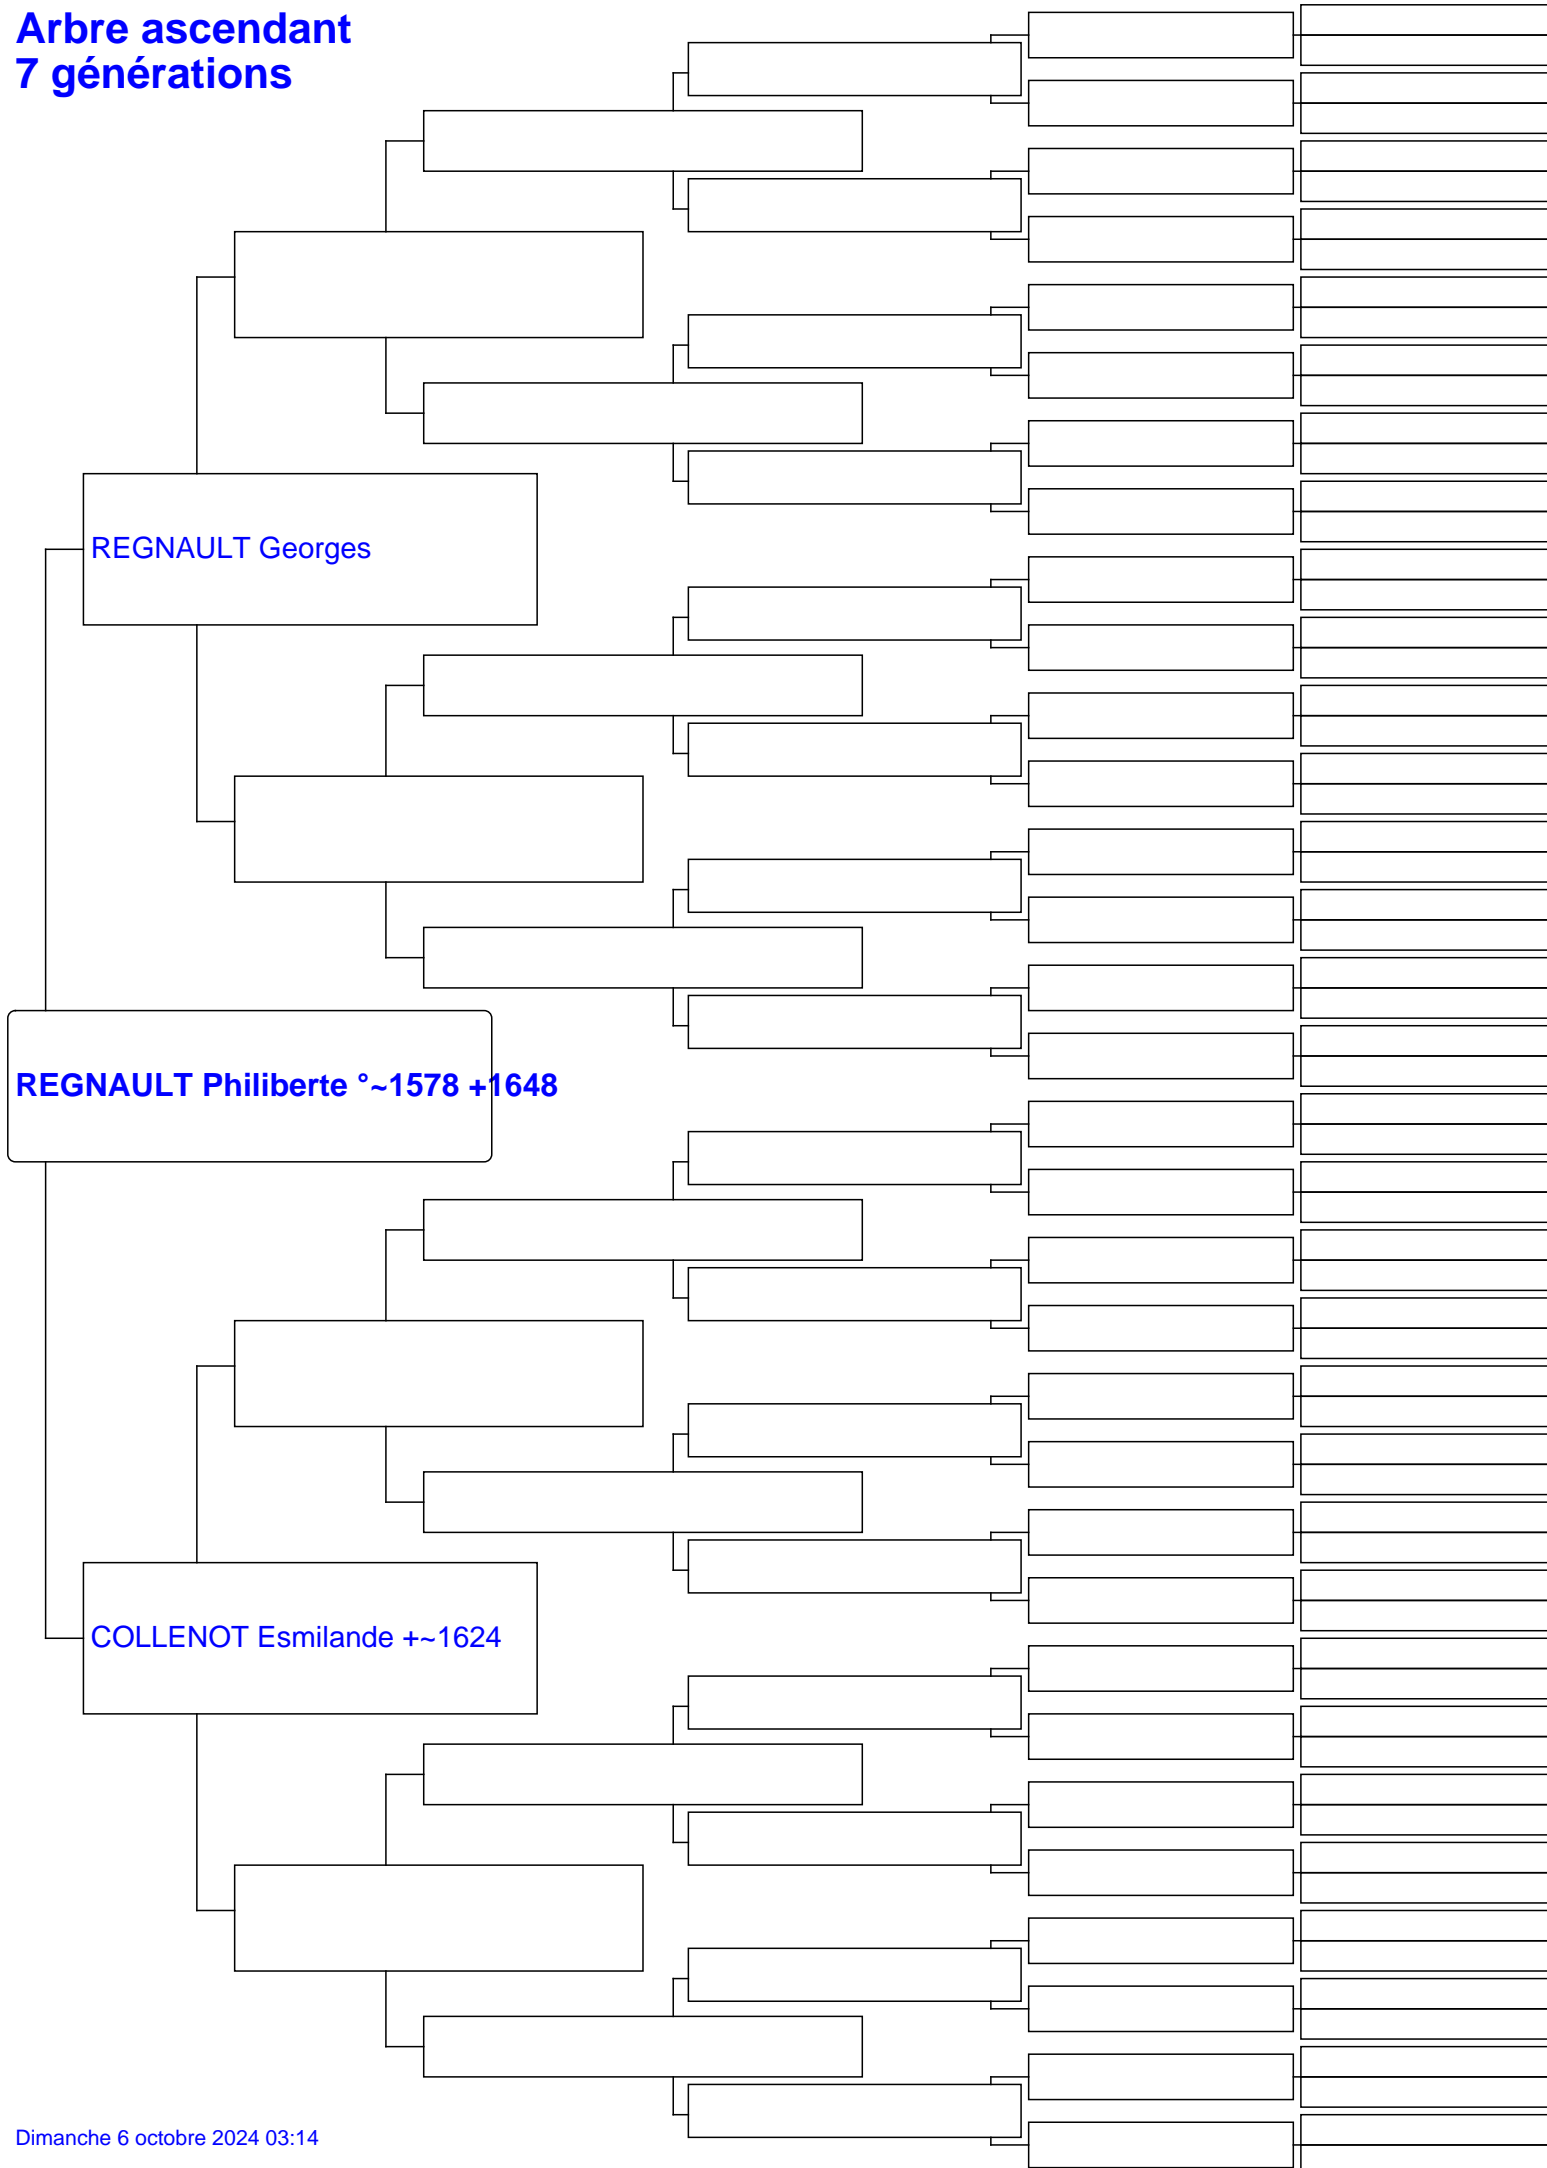 Arbre ascendant
7 générations
REGNAULT Georges
REGNAULT Philiberte °~1578 +1648
COLLENOT Esmilande +~1624
Dimanche 6 octobre 2024 03:14